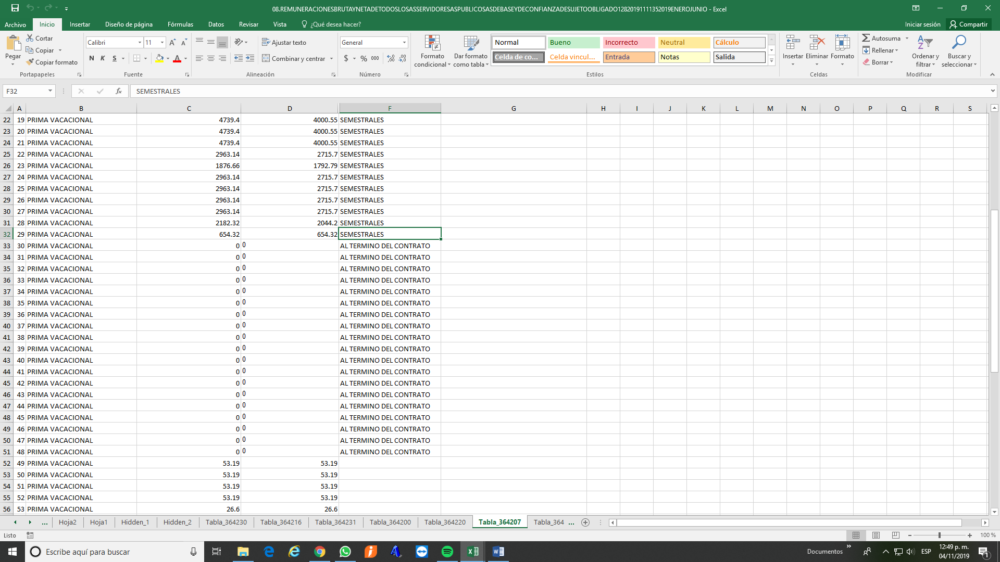 08.REMUNERACIONESBRUTAYNETADETODOSLOSASSERVIDORESASPUBLICOSASDEBASEYDECONFIANZADESUJETOOBLIGADO12820191111352019ENEROJUNIO - Excel
Archivo Inicio Insertar Diseño de página Fórmulas Datos Revisar Vista ¿Qué desea hacer? Iniciar sesión Compartir
Pegar Cortar Copiar Copiar formato Portapapeles
Calibri 11 N K S Fuente
Ajustar texto Combinar y centrar Alineación
General $ % 000 Número
Formato condicional Dar formato como tabla
Normal Bueno Incorrecto Neutral Cálculo
Celda de co... Celda vincul... Entrada Notas Salida
Estilos
Insertar Eliminar Formato Celdas
Autosuma Rellenar Borrar Ordenar y filtrar Buscar y seleccionar Modificar
F32 fx SEMESTRALES
A B C D F G H I J K L M N O P Q R S
22 19 PRIMA VACACIONAL 4739.4 4000.55 SEMESTRALES
23 20 PRIMA VACACIONAL 4739.4 4000.55 SEMESTRALES
24 21 PRIMA VACACIONAL 4739.4 4000.55 SEMESTRALES
25 22 PRIMA VACACIONAL 2963.14 2715.7 SEMESTRALES
26 23 PRIMA VACACIONAL 1876.66 1792.79 SEMESTRALES
27 24 PRIMA VACACIONAL 2963.14 2715.7 SEMESTRALES
28 25 PRIMA VACACIONAL 2963.14 2715.7 SEMESTRALES
29 26 PRIMA VACACIONAL 2963.14 2715.7 SEMESTRALES
30 27 PRIMA VACACIONAL 2963.14 2715.7 SEMESTRALES
31 28 PRIMA VACACIONAL 2182.32 2044.2 SEMESTRALES
32 29 PRIMA VACACIONAL 654.32 654.32 SEMESTRALES
33 30 PRIMA VACACIONAL 0 0 AL TERMINO DEL CONTRATO
34 31 PRIMA VACACIONAL 0 0 AL TERMINO DEL CONTRATO
35 32 PRIMA VACACIONAL 0 0 AL TERMINO DEL CONTRATO
36 33 PRIMA VACACIONAL 0 0 AL TERMINO DEL CONTRATO
37 34 PRIMA VACACIONAL 0 0 AL TERMINO DEL CONTRATO
38 35 PRIMA VACACIONAL 0 0 AL TERMINO DEL CONTRATO
39 36 PRIMA VACACIONAL 0 0 AL TERMINO DEL CONTRATO
40 37 PRIMA VACACIONAL 0 0 AL TERMINO DEL CONTRATO
41 38 PRIMA VACACIONAL 0 0 AL TERMINO DEL CONTRATO
42 39 PRIMA VACACIONAL 0 0 AL TERMINO DEL CONTRATO
43 40 PRIMA VACACIONAL 0 0 AL TERMINO DEL CONTRATO
44 41 PRIMA VACACIONAL 0 0 AL TERMINO DEL CONTRATO
45 42 PRIMA VACACIONAL 0 0 AL TERMINO DEL CONTRATO
46 43 PRIMA VACACIONAL 0 0 AL TERMINO DEL CONTRATO
47 44 PRIMA VACACIONAL 0 0 AL TERMINO DEL CONTRATO
48 45 PRIMA VACACIONAL 0 0 AL TERMINO DEL CONTRATO
49 46 PRIMA VACACIONAL 0 0 AL TERMINO DEL CONTRATO
50 47 PRIMA VACACIONAL 0 0 AL TERMINO DEL CONTRATO
51 48 PRIMA VACACIONAL 0 0 AL TERMINO DEL CONTRATO
52 49 PRIMA VACACIONAL 53.19 53.19
53 50 PRIMA VACACIONAL 53.19 53.19
54 51 PRIMA VACACIONAL 53.19 53.19
55 52 PRIMA VACACIONAL 53.19 53.19
56 53 PRIMA VACACIONAL 26.6 26.6
... Hoja2 Hoja1 Hidden_1 Hidden_2 Tabla_364230 Tabla_364216 Tabla_364231 Tabla_364200 Tabla_364220 Tabla_364207 Tabla_364 ...
Listo 100 %
Escribe aquí para buscar Documentos ESP 12:49 p. m.
04/11/2019 1